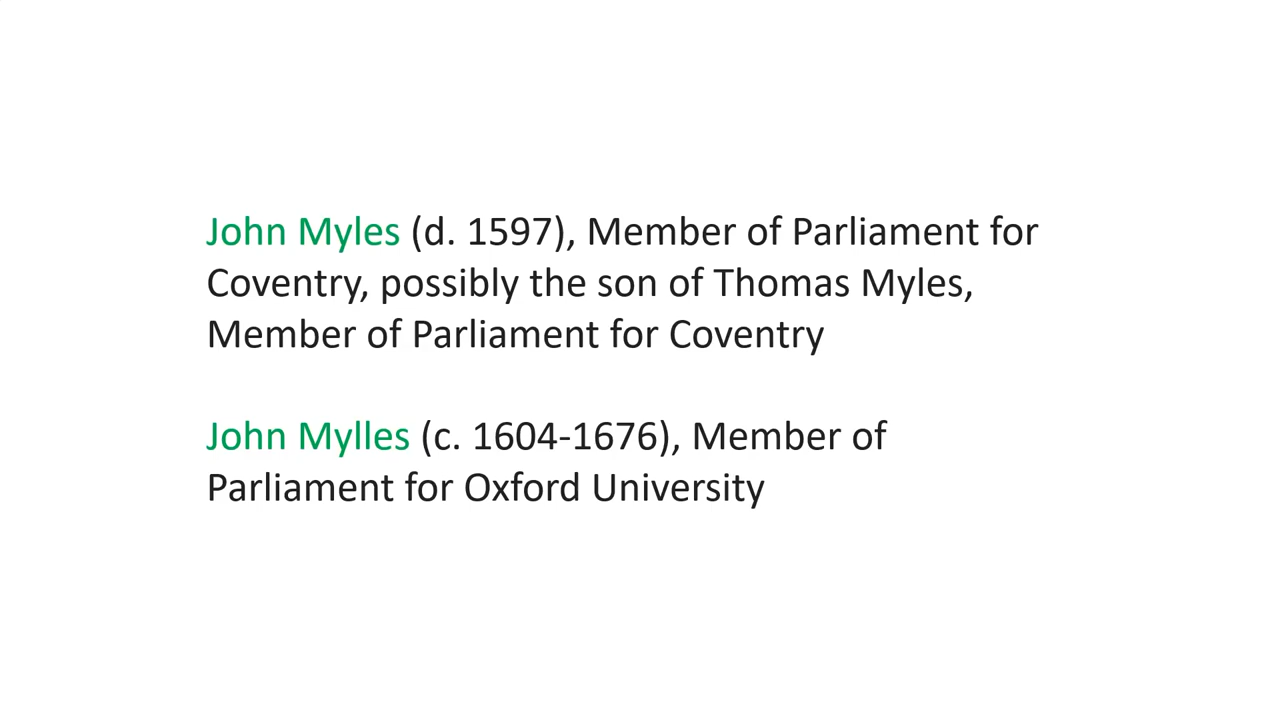 John Myles (d. 1597), Member of Parliament for
Coventry, possibly the son of Thomas Myles,
Member of Parliament for Coventry
John Mylles (c. 1604-1676), Member of
Parliament for Oxford University